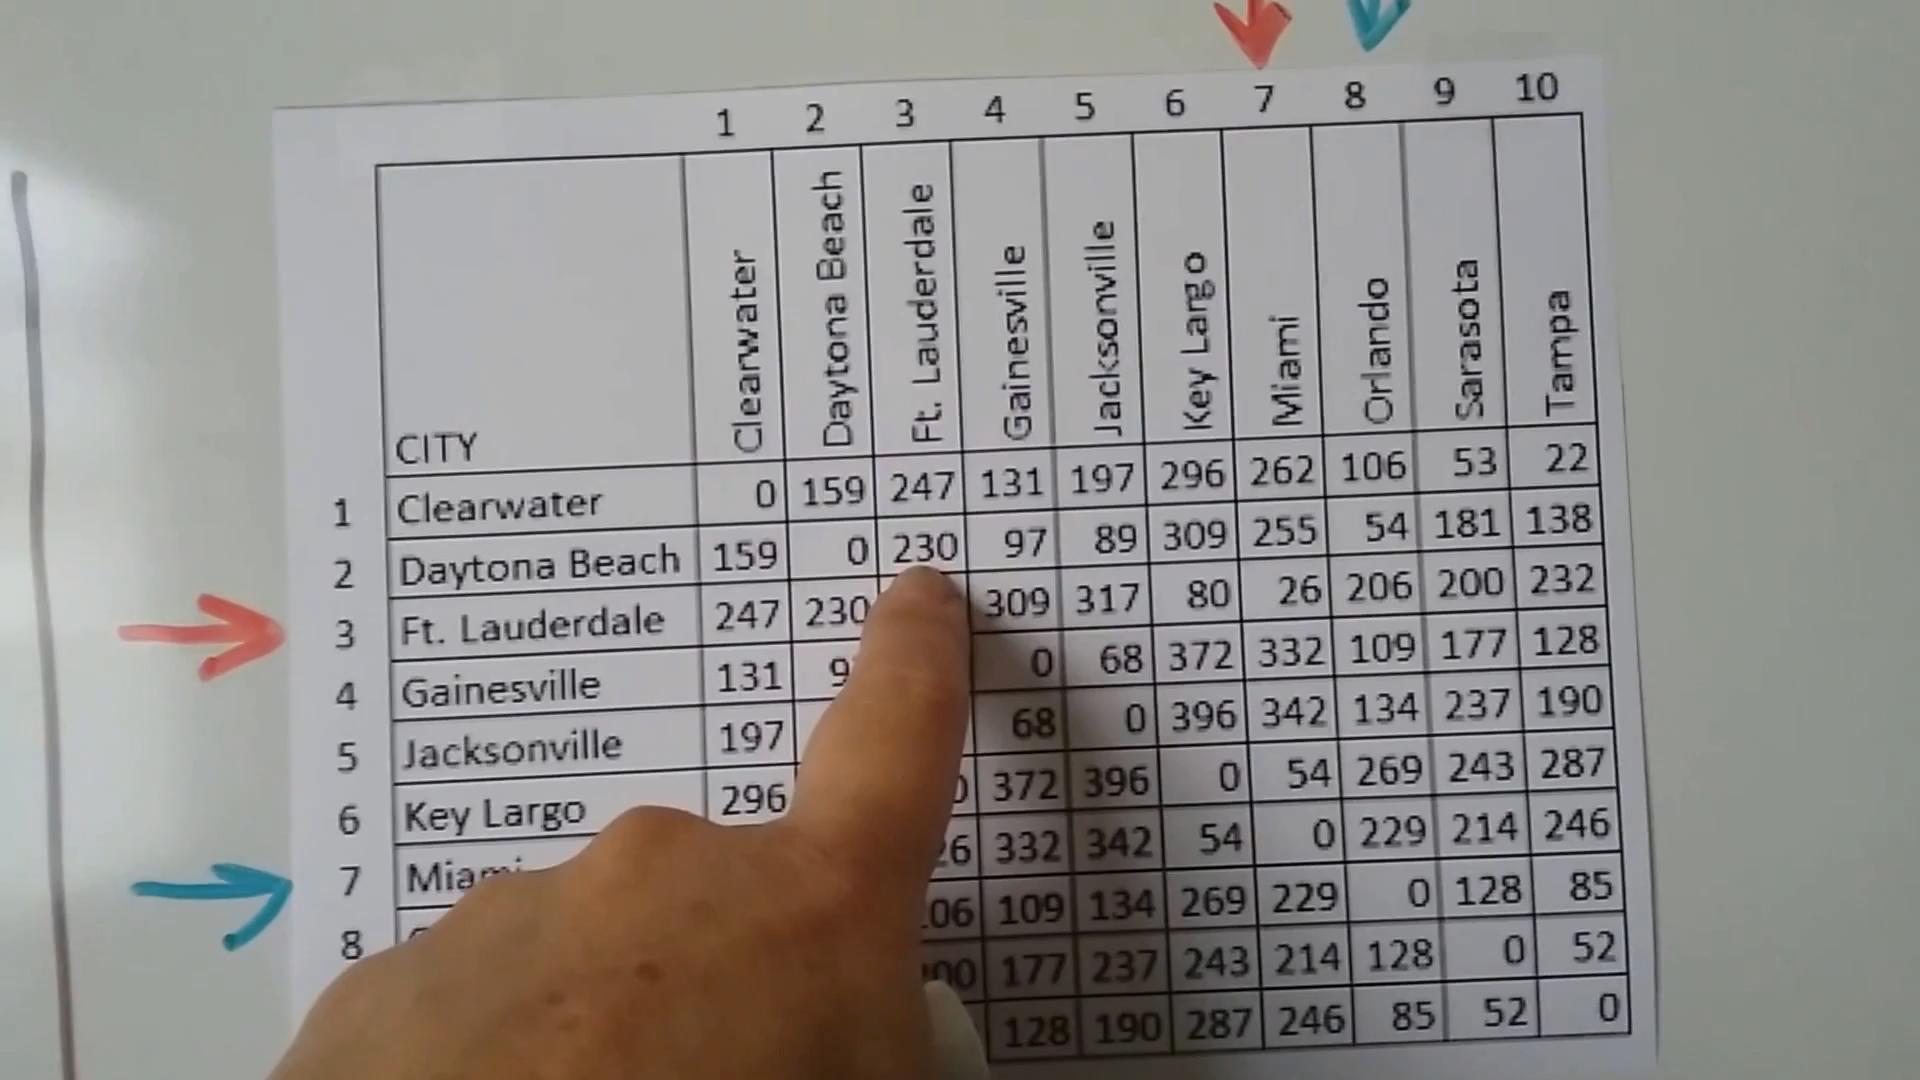 1 2 3 4 5 6 7 8 9 10
CITY Clearwater Daytona Beach Ft. Lauderdale Gainesville Jacksonville Key Largo Miami Orlando Sarasota Tampa
1 Clearwater 0 159 247 131 197 296 262 106 53 22
2 Daytona Beach 159 0 230 97 89 309 255 54 181 138
3 Ft. Lauderdale 247 230 309 317 80 26 206 200 232
4 Gainesville 131 0 68 372 332 109 177 128
5 Jacksonville 197 68 0 396 342 134 237 190
6 Key Largo 296 372 396 0 54 269 243 287
7 Miami 332 342 54 0 229 214 246
8 109 134 269 229 0 128 85
177 237 243 214 128 0 52
128 190 287 246 85 52 0